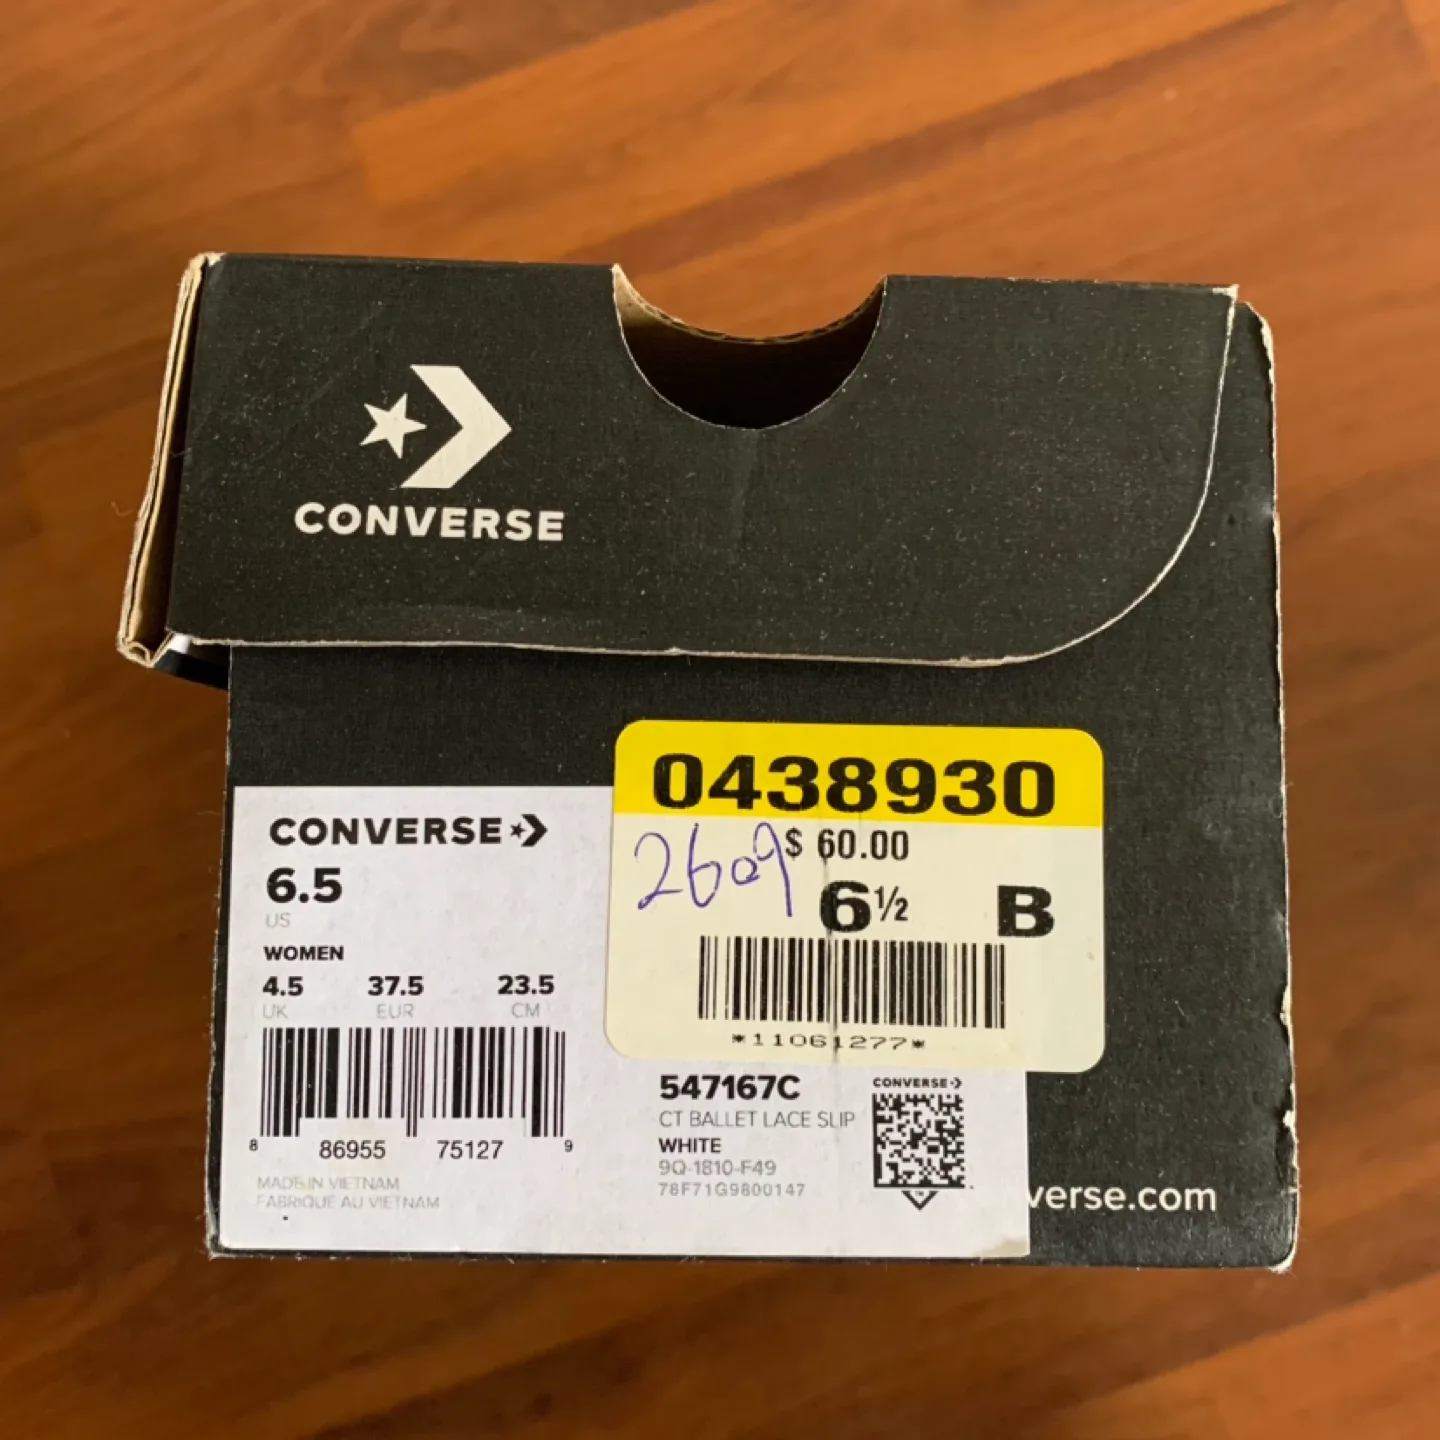 CONVERSE
0438930
$ 60.00
2609
6½ B
*11061277*
CONVERSE
6.5
US
WOMEN
4.5 37.5 23.5
UK EUR CM
8 86955 75127 9
MADE IN VIETNAM
FABRIQUE AU VIETNAM
547167C
CT BALLET LACE SLIP
WHITE
9Q-1810-F49
78F71G9800147
CONVERSE
verse.com